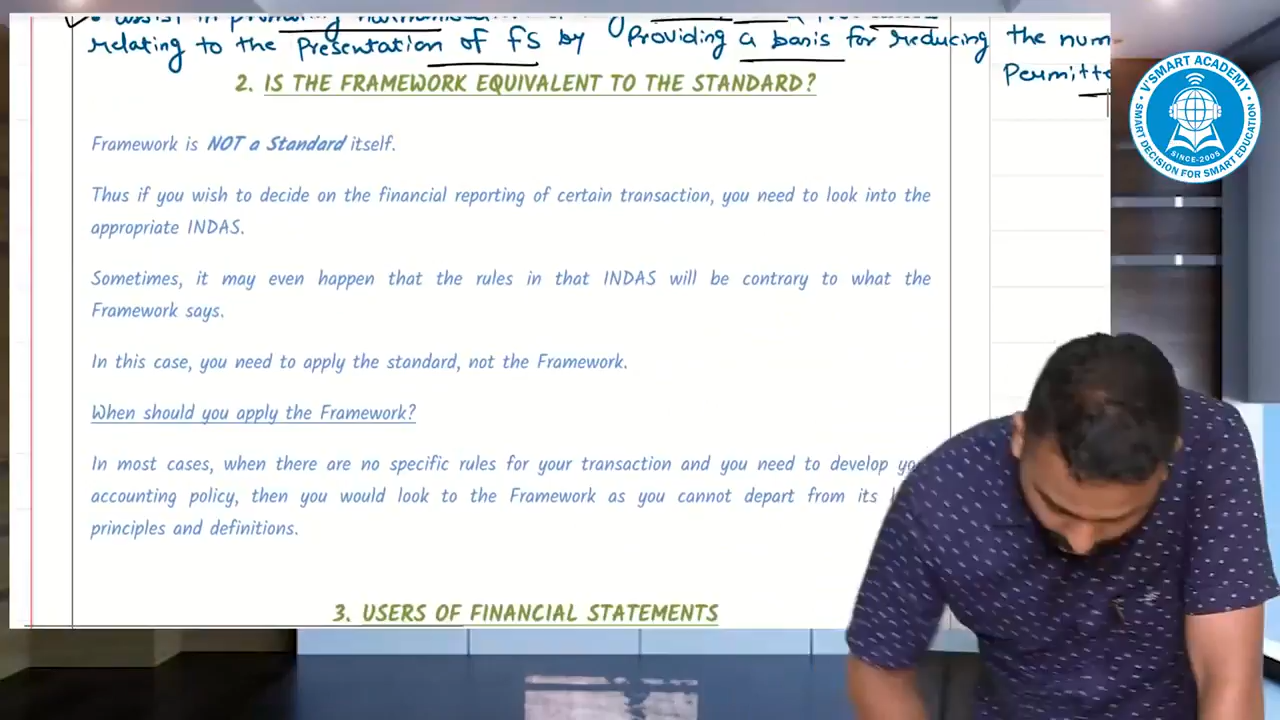 assist in promoting
relating to the presentation of FS by providing a basis for reducing the num
permitte
2. IS THE FRAMEWORK EQUIVALENT TO THE STANDARD?
Framework is NOT a Standard itself.
Thus if you wish to decide on the financial reporting of certain transaction, you need to look into the
appropriate INDAS.
Sometimes, it may even happen that the rules in that INDAS will be contrary to what the
Framework says.
In this case, you need to apply the standard, not the Framework.
When should you apply the Framework?
In most cases, when there are no specific rules for your transaction and you need to develop yo
accounting policy, then you would look to the Framework as you cannot depart from its
principles and definitions.
3. USERS OF FINANCIAL STATEMENTS
V'SMART ACADEMY
SINCE-2006
SMART DECISION FOR SMART EDUCATION